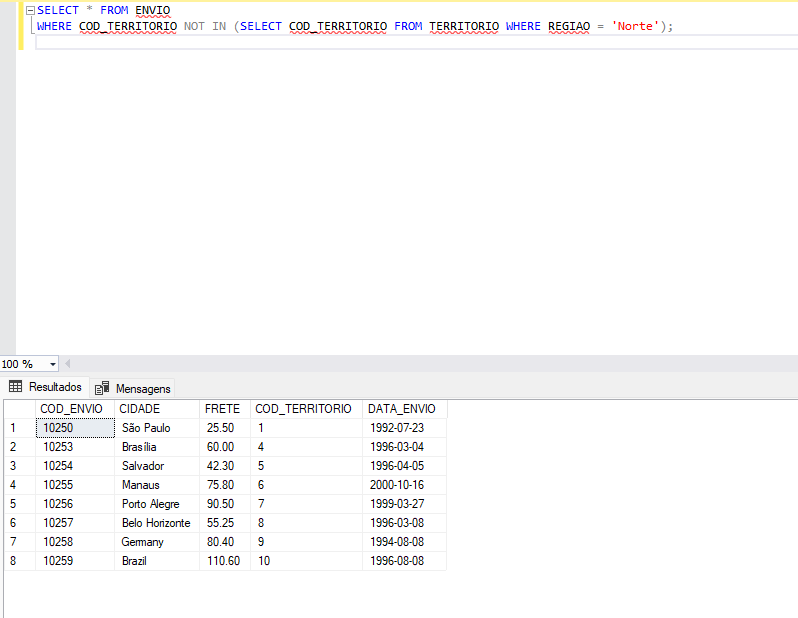 SELECT * FROM ENVIO
WHERE COD_TERRITORIO NOT IN (SELECT COD_TERRITORIO FROM TERRITORIO WHERE REGIAO = 'Norte');
100 %
Resultados Mensagens
COD_ENVIO CIDADE FRETE COD_TERRITORIO DATA_ENVIO
1 10250 São Paulo 25.50 1 1992-07-23
2 10253 Brasília 60.00 4 1996-03-04
3 10254 Salvador 42.30 5 1996-04-05
4 10255 Manaus 75.80 6 2000-10-16
5 10256 Porto Alegre 90.50 7 1999-03-27
6 10257 Belo Horizonte 55.25 8 1996-03-08
7 10258 Germany 80.40 9 1994-08-08
8 10259 Brazil 110.60 10 1996-08-08